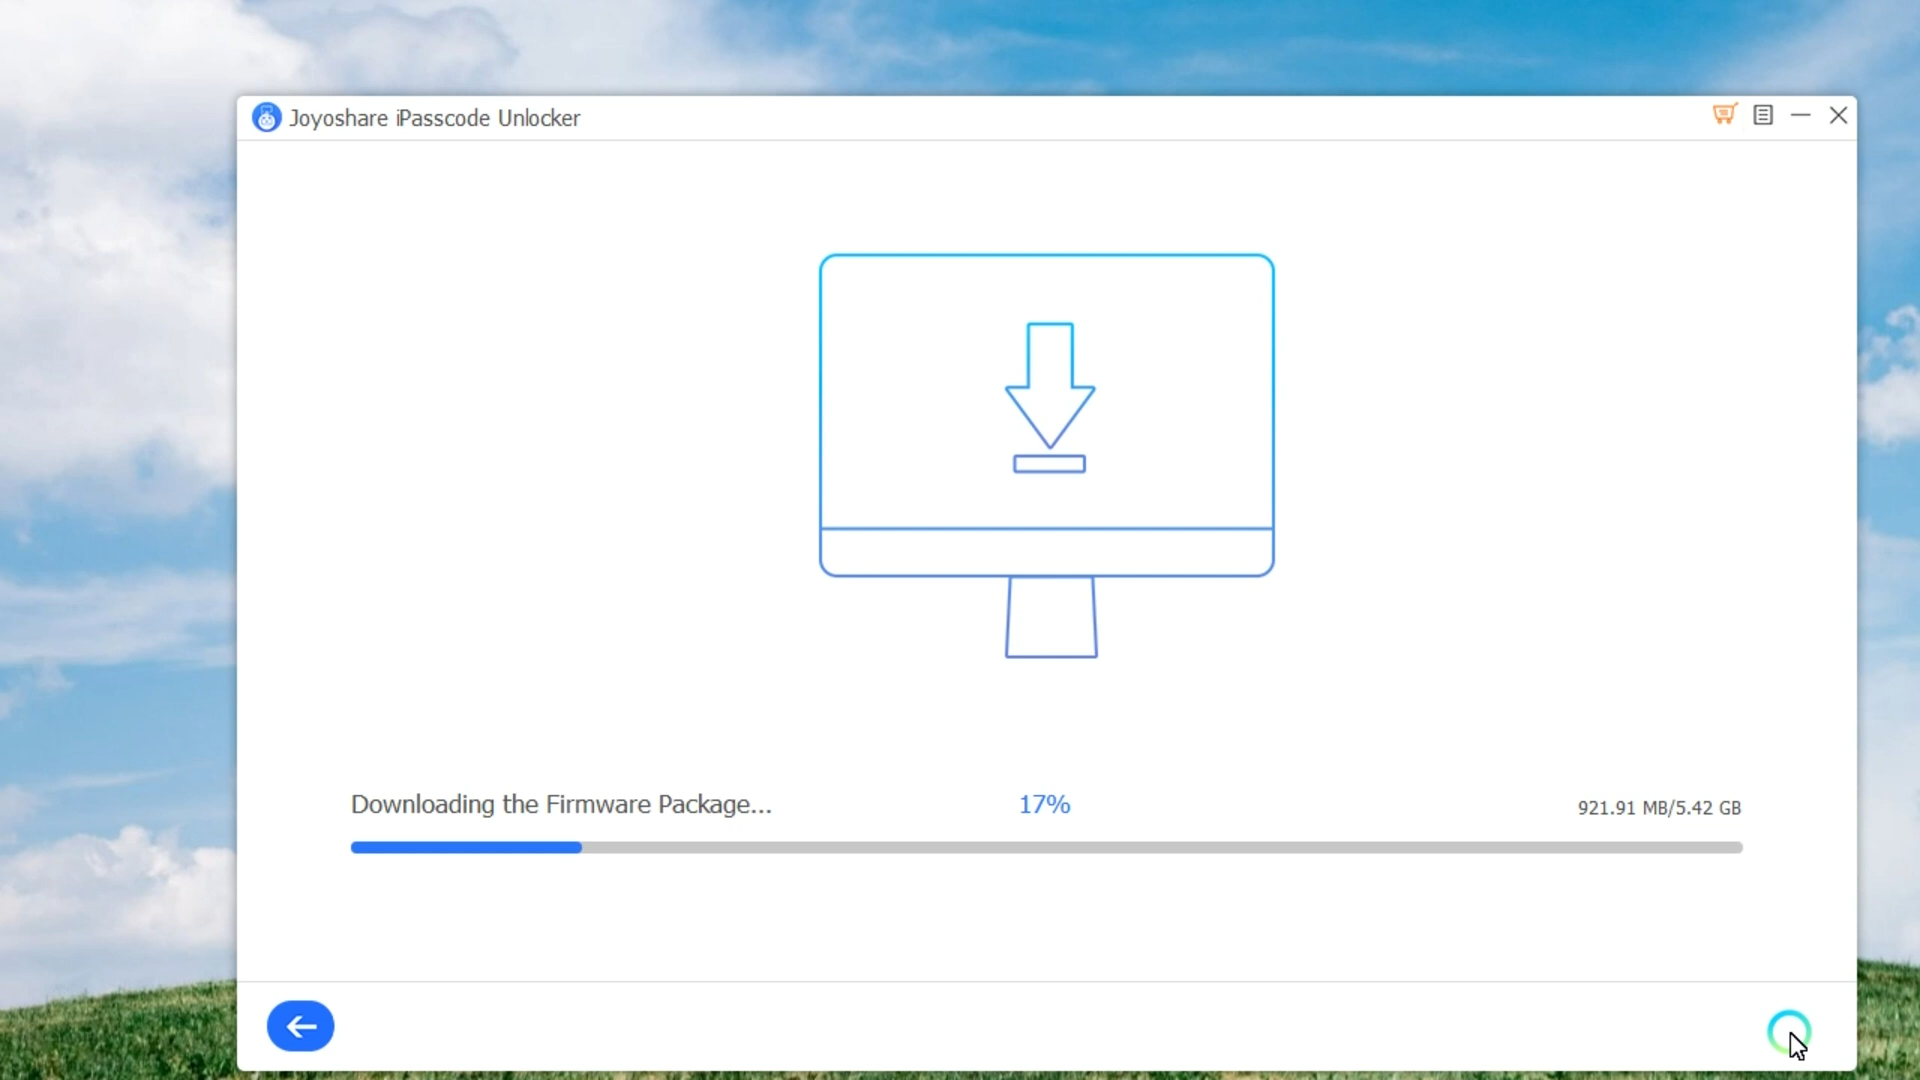 Joyoshare iPasscode Unlocker
Downloading the Firmware Package... 17% 921.91 MB/5.42 GB